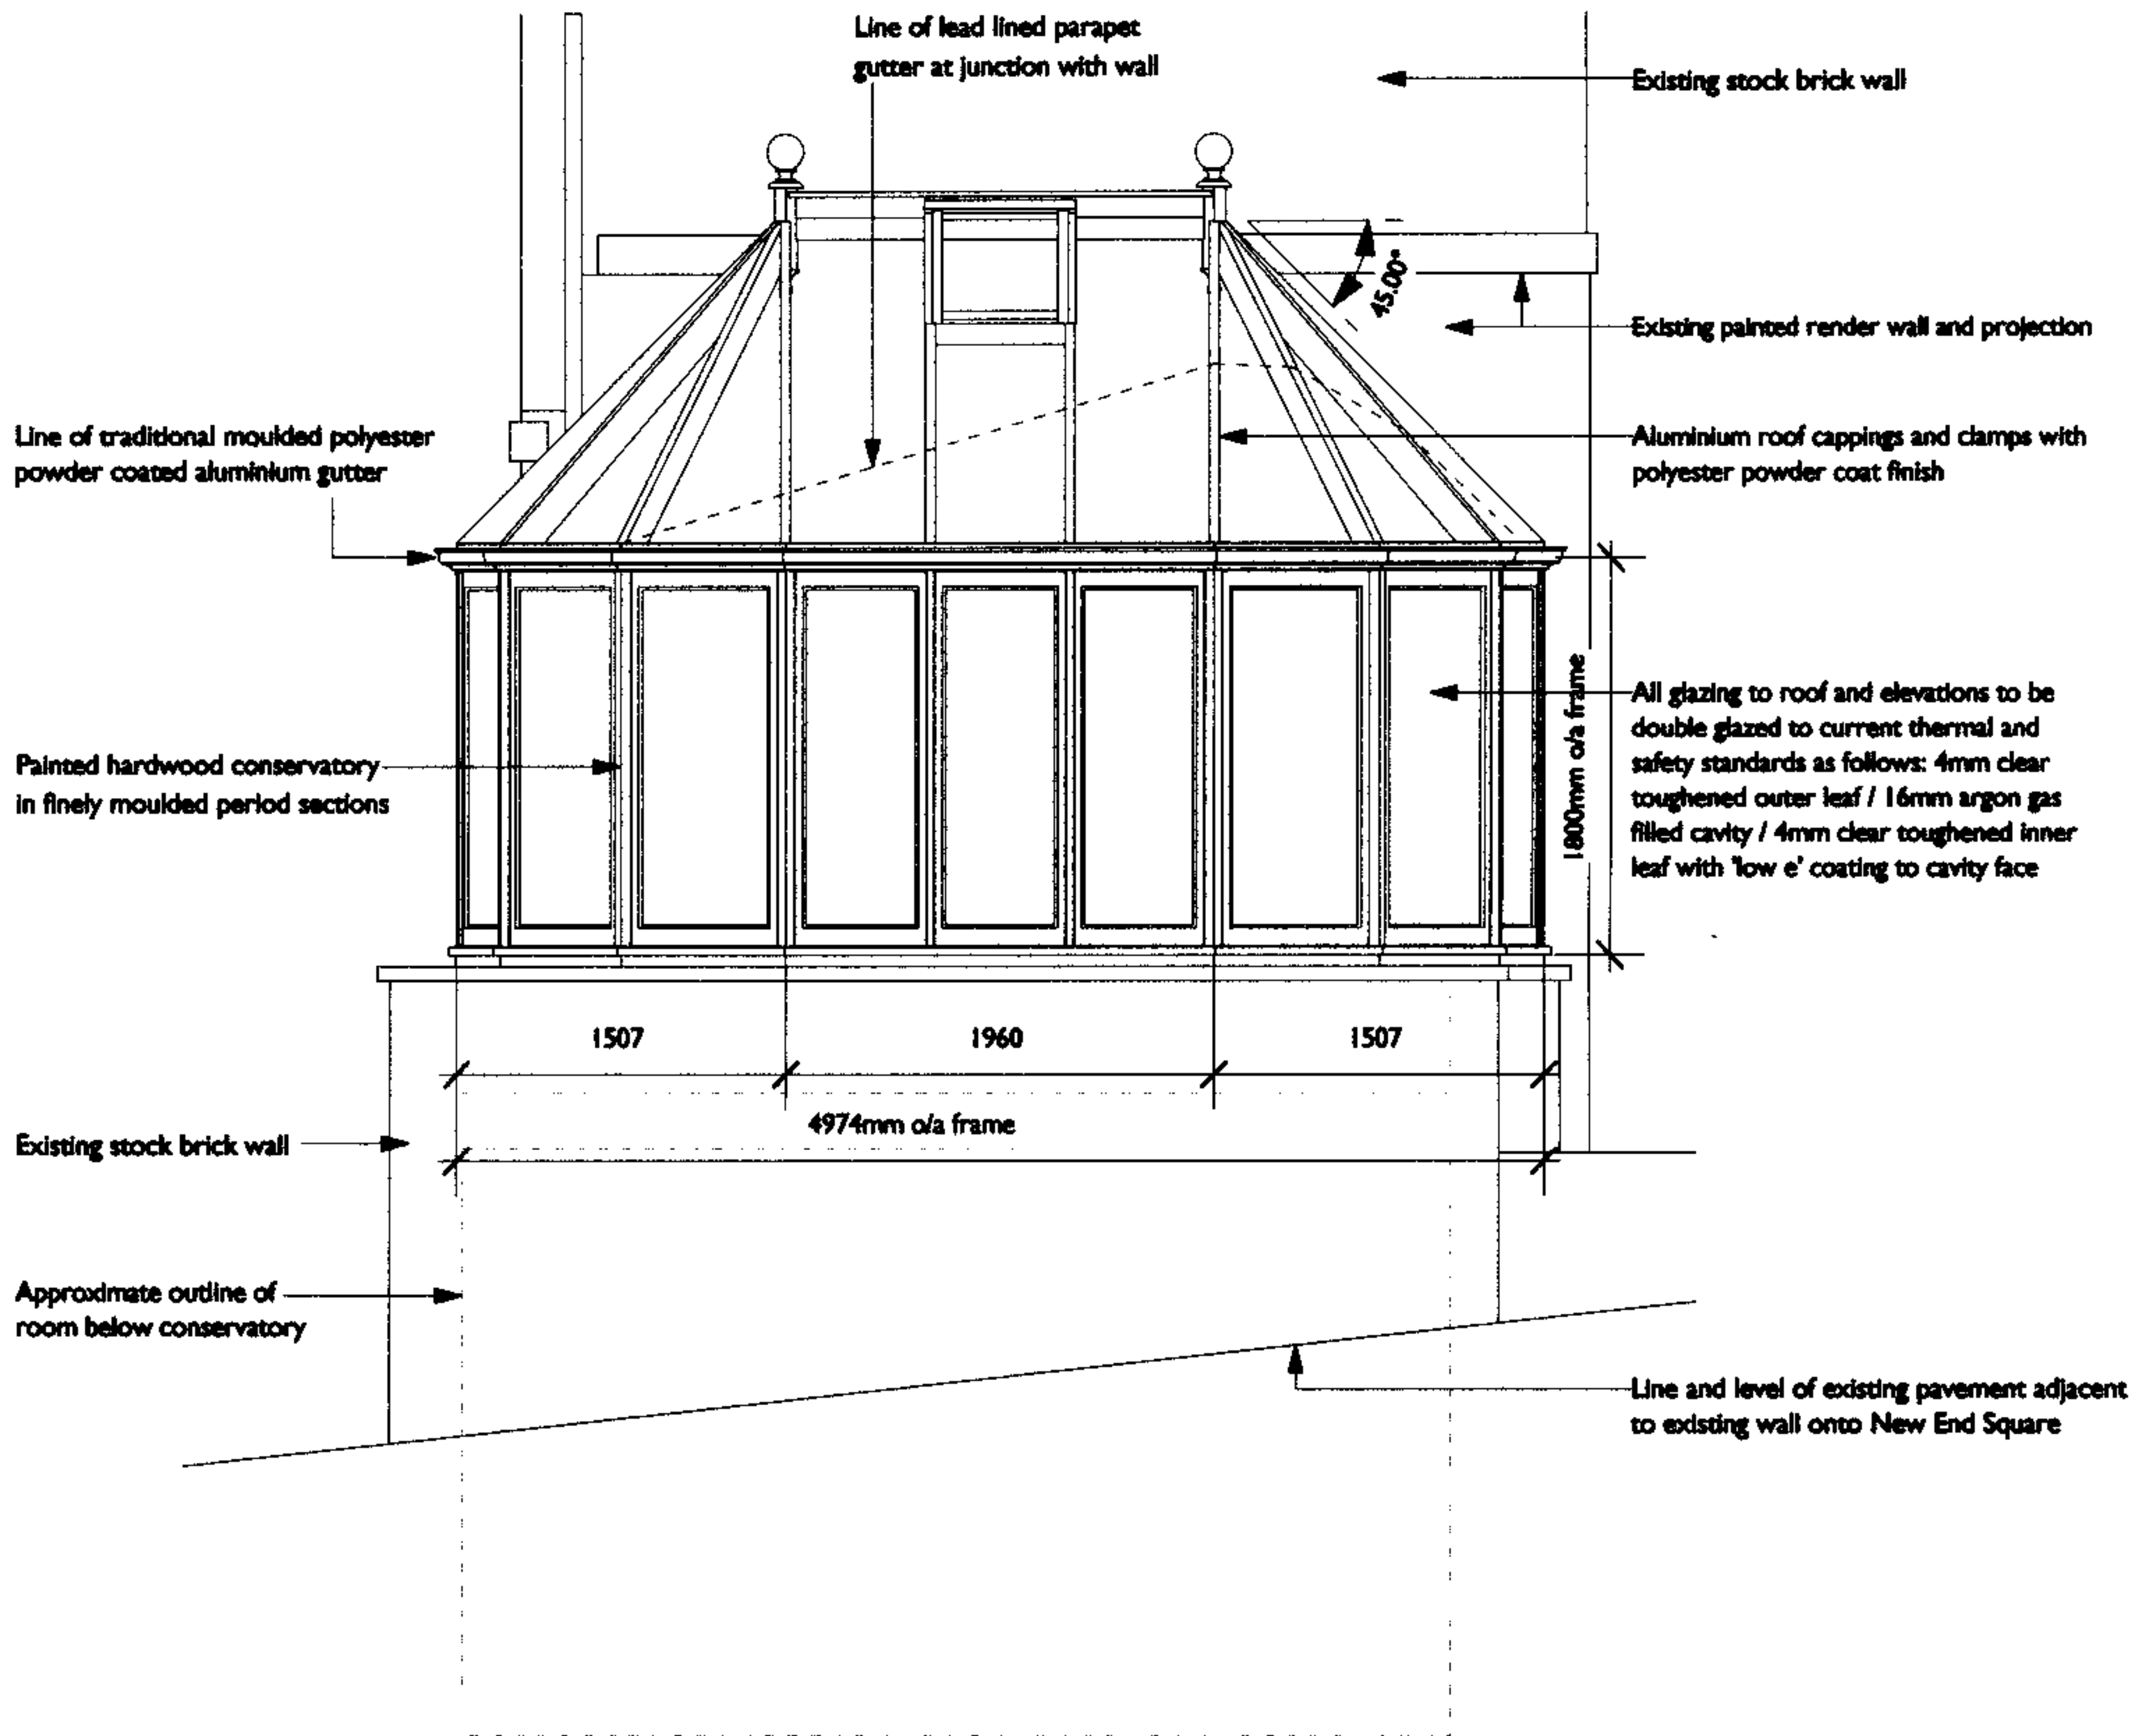 Line of lead lined parapet
gutter at junction with wall
Existing stock brick wall
45.00°
Existing painted render wall and projection
Line of traditional moulded polyester
powder coated aluminium gutter
Aluminium roof cappings and clamps with
polyester powder coat finish
Painted hardwood conservatory
in finely moulded period sections
1800mm o/a frame
All glazing to roof and elevations to be
double glazed to current thermal and
safety standards as follows: 4mm clear
toughened outer leaf / 16mm argon gas
filled cavity / 4mm clear toughened inner
leaf with 'low e' coating to cavity face
1507
1960
1507
4974mm o/a frame
Existing stock brick wall
Approximate outline of
room below conservatory
Line and level of existing pavement adjacent
to existing wall onto New End Square